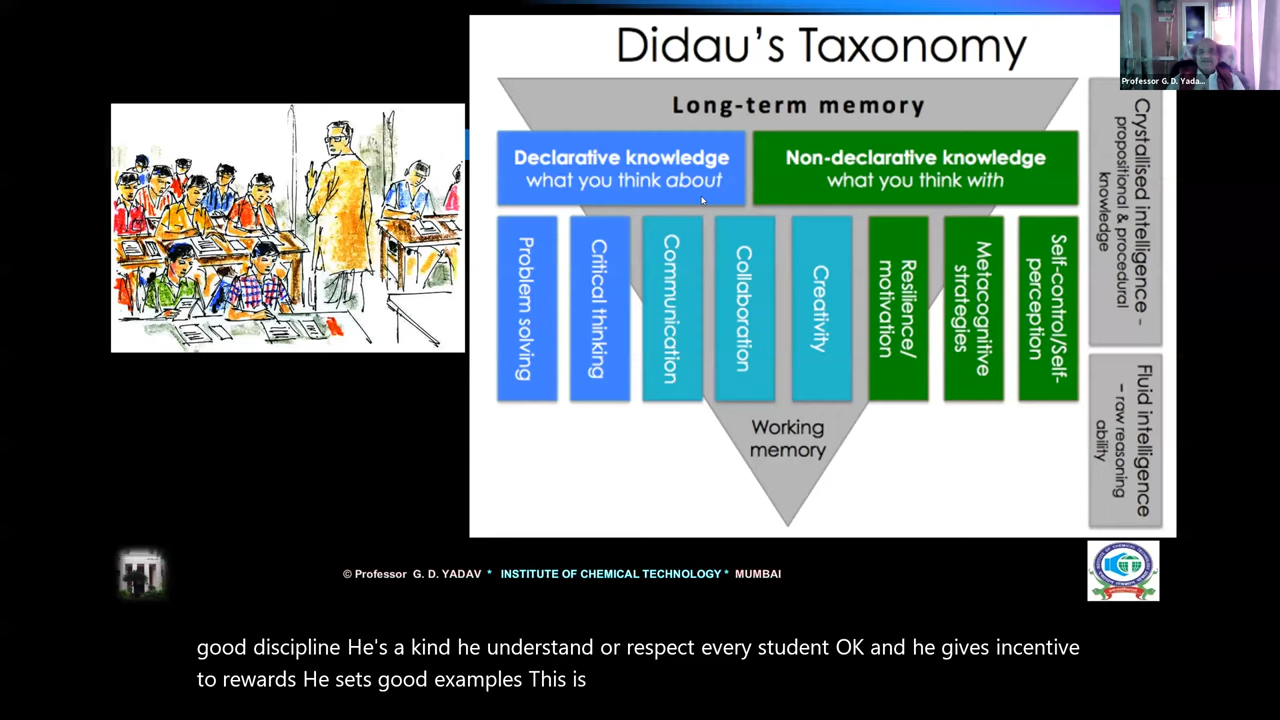 Didau's Taxonomy
Long-term memory
Declarative knowledge
what you think about
Non-declarative knowledge
what you think with
Problem solving
Critical thinking
Communication
Collaboration
Creativity
Resilience/
motivation
Metacognitive
strategies
Self-control/Self-
perception
Working
memory
Crystallised intelligence –
propositional & procedural
knowledge
Fluid intelligence
– raw reasoning
ability
Professor G. D. Yada...
© Professor G. D. YADAV * INSTITUTE OF CHEMICAL TECHNOLOGY * MUMBAI
good discipline He's a kind he understand or respect every student OK and he gives incentive
to rewards He sets good examples This is